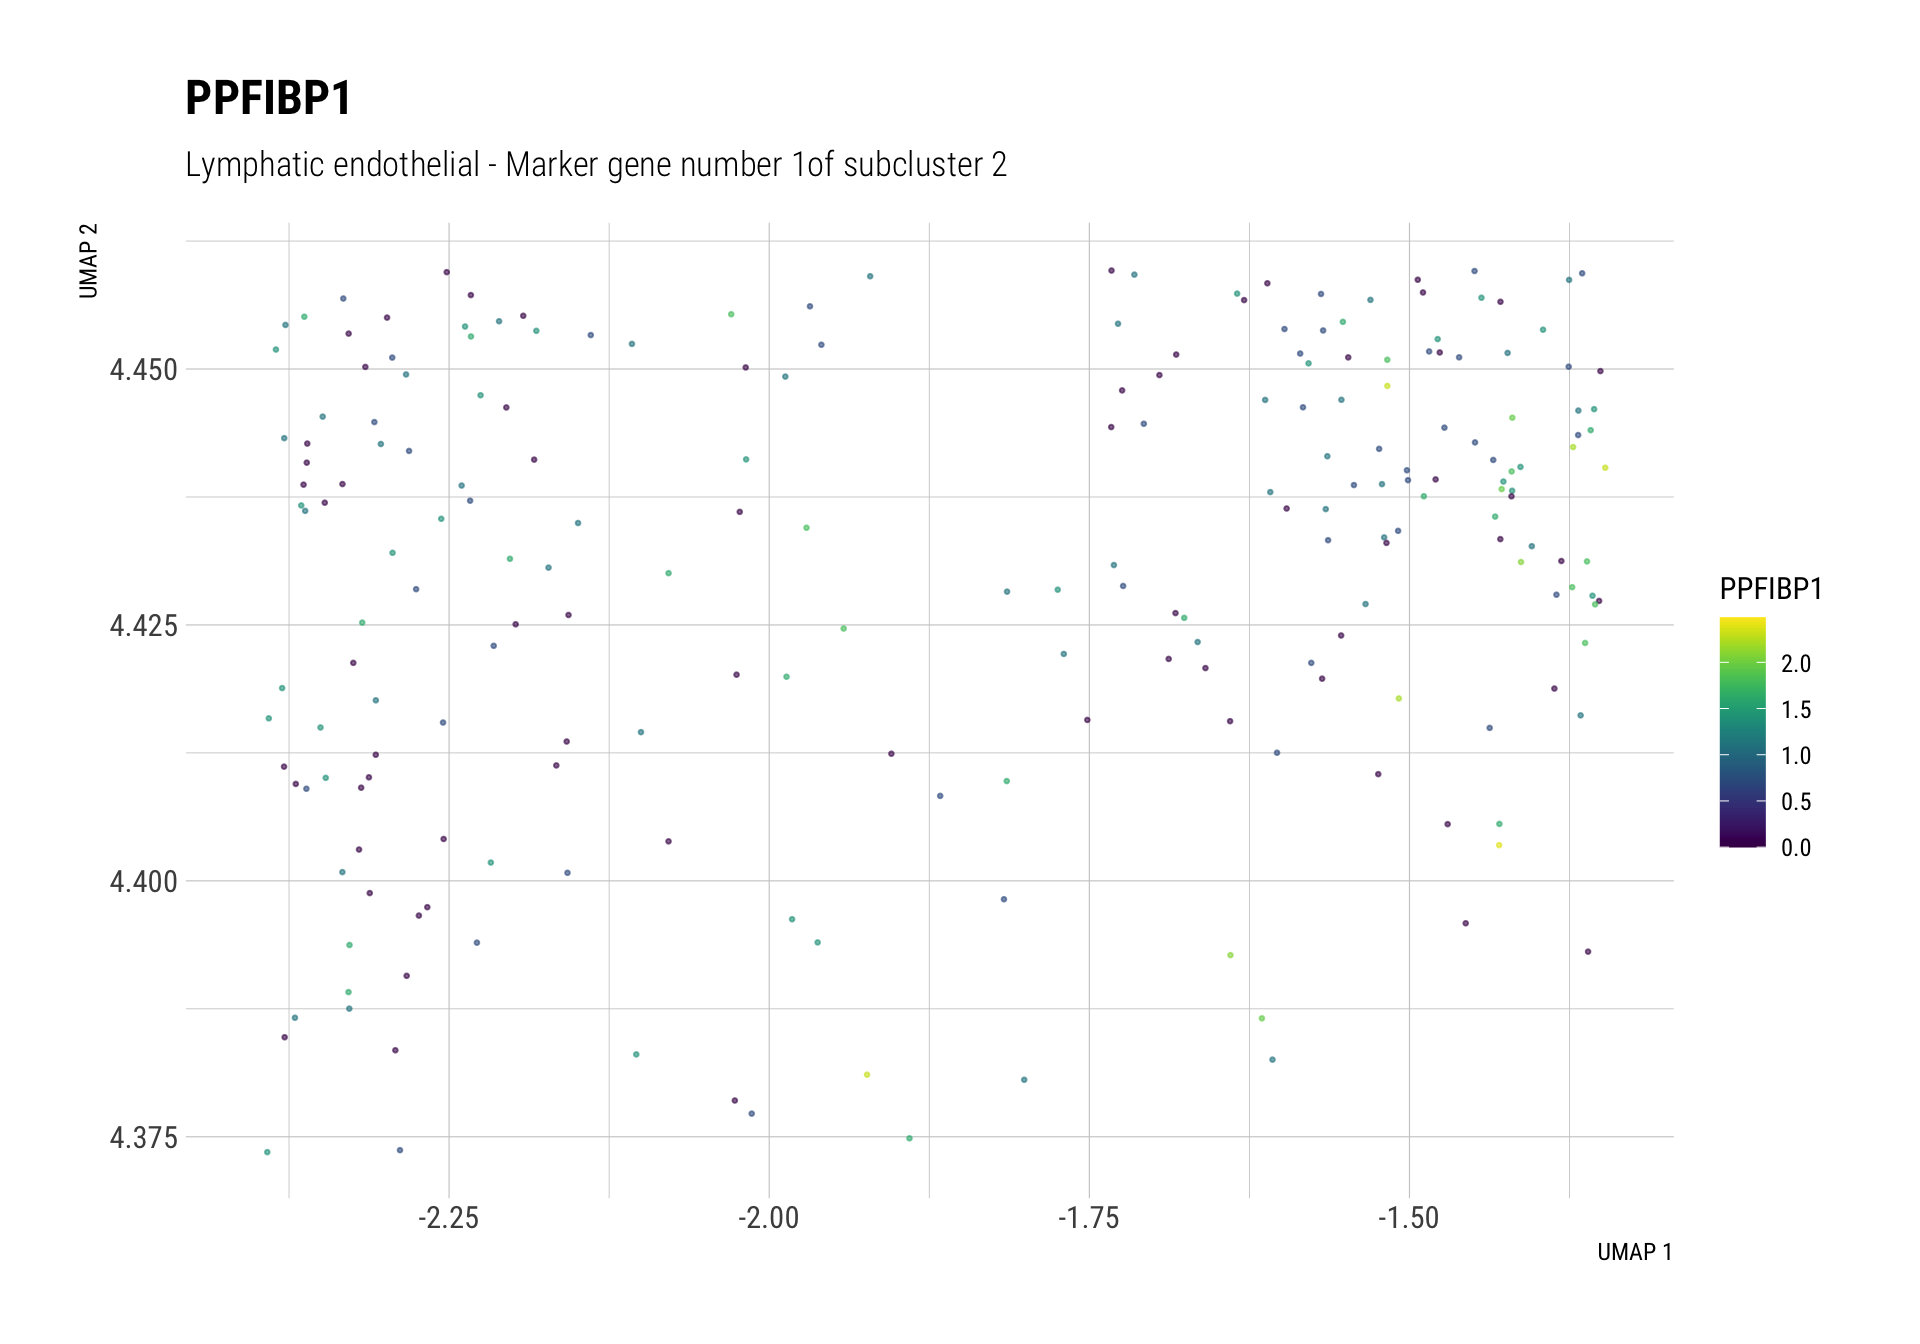 PPFIBP1
Lymphatic endothelial - Marker gene number 1of subcluster 2
UMAP 2
4.450
4.425
4.400
4.375
-2.25
-2.00
-1.75
-1.50
UMAP 1
PPFIBP1
2.0
1.5
1.0
0.5
0.0